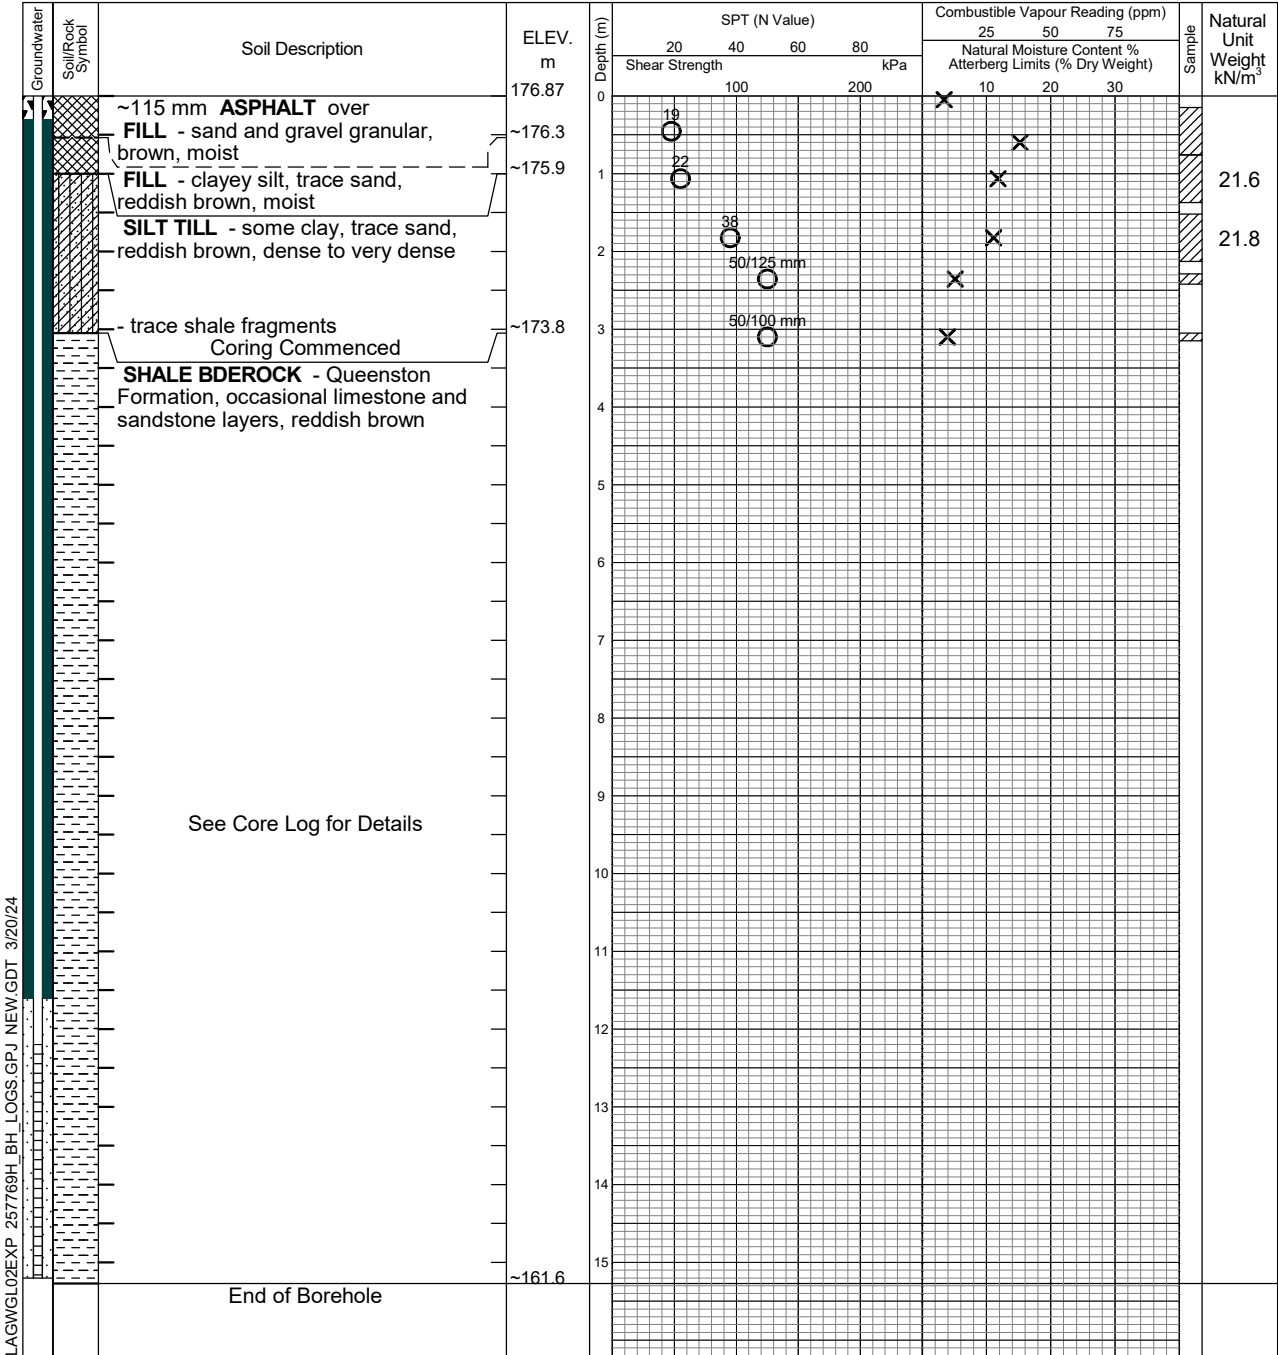 Groundwater
Soil/Rock
Symbol
Soil Description
ELEV.
m
176.87
Depth (m)
SPT (N Value)
20 40 60 80
Shear Strength kPa
100 200
Combustible Vapour Reading (ppm)
25 50 75
Natural Moisture Content %
Atterberg Limits (% Dry Weight)
10 20 30
Sample
Natural
Unit
Weight
kN/m³
~115 mm ASPHALT over
FILL - sand and gravel granular,
brown, moist
~176.3
~175.9
FILL - clayey silt, trace sand,
reddish brown, moist
SILT TILL - some clay, trace sand,
reddish brown, dense to very dense
- trace shale fragments
~173.8
Coring Commenced
SHALE BDEROCK - Queenston
Formation, occasional limestone and
sandstone layers, reddish brown
See Core Log for Details
~161.6
End of Borehole
0
1
2
3
4
5
6
7
8
9
10
11
12
13
14
15
19
22
38
50/125 mm
50/100 mm
21.6
21.8
LAGWGL02EXP 257769H_BH_LOGS.GPJ NEW.GDT 3/20/24